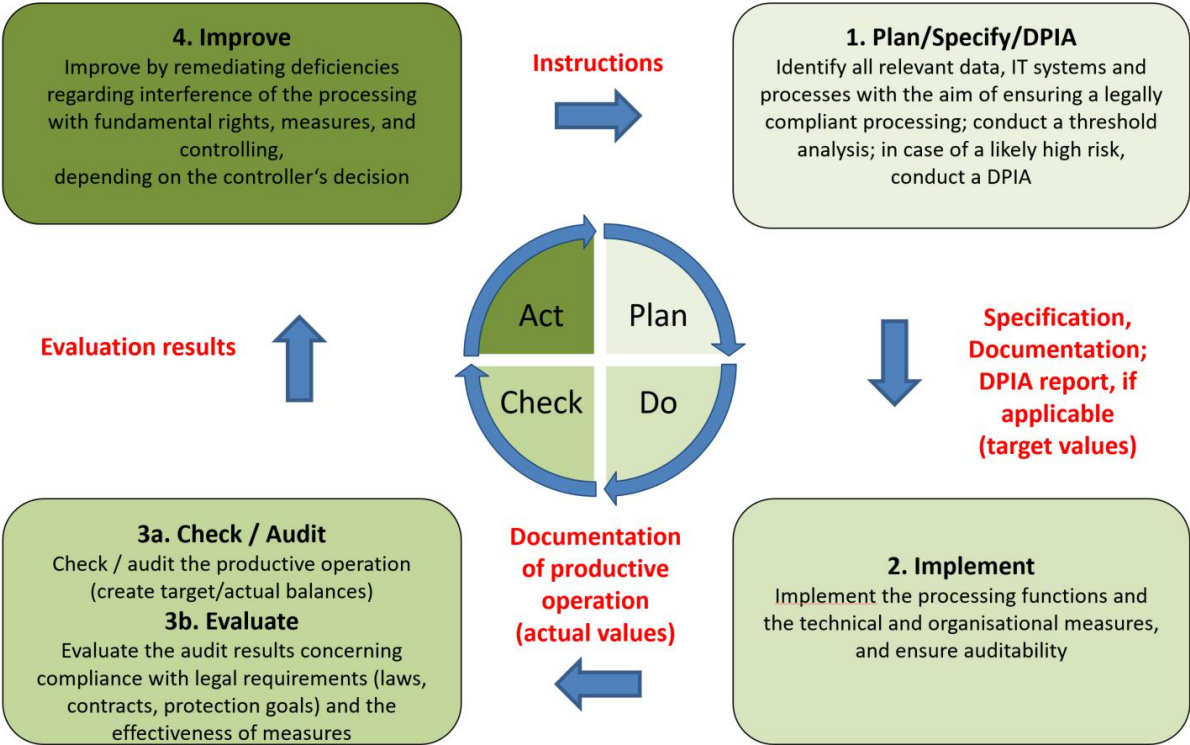 4. Improve
Improve by remediating deficiencies
regarding interference of the processing
with fundamental rights, measures, and
controlling,
depending on the controller‘s decision
Instructions
1. Plan/Specify/DPIA
Identify all relevant data, IT systems and
processes with the aim of ensuring a legally
compliant processing; conduct a threshold
analysis; in case of a likely high risk,
conduct a DPIA
Act
Plan
Check
Do
Evaluation results
Specification,
Documentation;
DPIA report, if
applicable
(target values)
3a. Check / Audit
Check / audit the productive operation
(create target/actual balances)
3b. Evaluate
Evaluate the audit results concerning
compliance with legal requirements (laws,
contracts, protection goals) and the
effectiveness of measures
Documentation
of productive
operation
(actual values)
2. Implement
Implement the processing functions and
the technical and organisational measures,
and ensure auditability